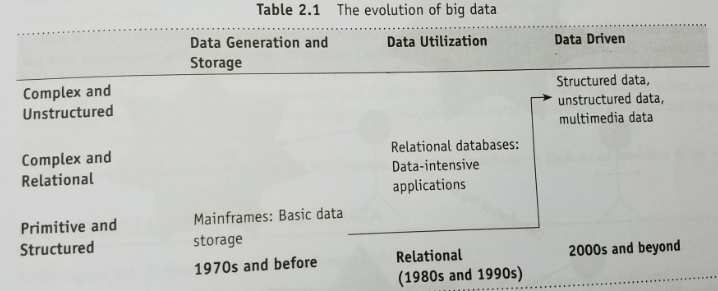 Table 2.1 The evolution of big data
Data Generation and
Storage
Data Utilization
Data Driven
Complex and
Unstructured
Structured data,
unstructured data,
multimedia data
Complex and
Relational
Relational databases:
Data-intensive
applications
Primitive and
Structured
Mainframes: Basic data
storage
1970s and before
Relational
(1980s and 1990s)
2000s and beyond